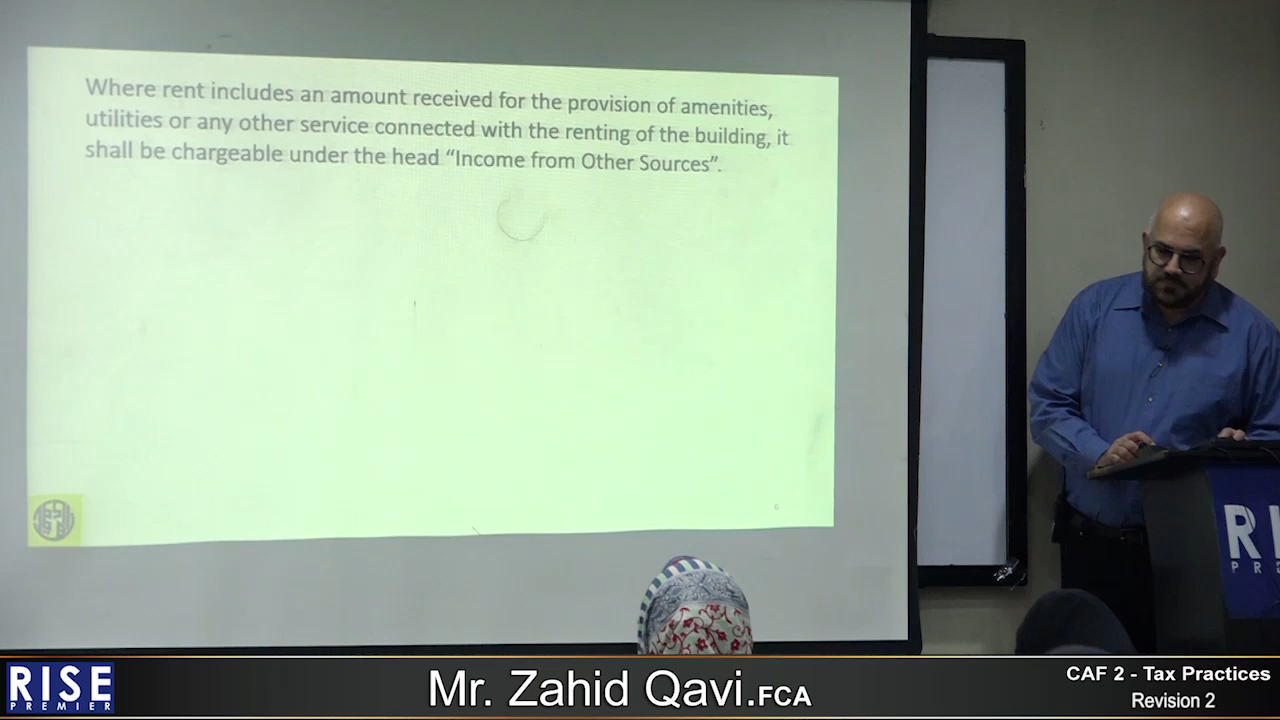 Where rent includes an amount received for the provision of amenities,
utilities or any other service connected with the renting of the building, it
shall be chargeable under the head “Income from Other Sources”.
6
RISE
PREMIER
Mr. Zahid Qavi.FCA
CAF 2 - Tax Practices
Revision 2